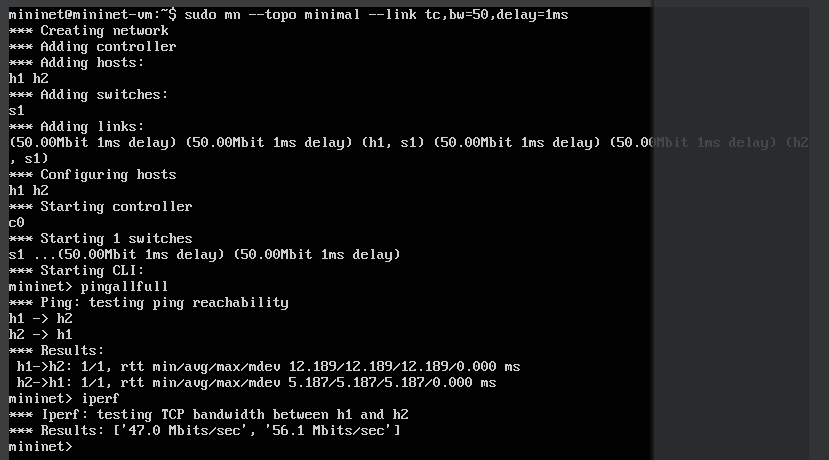 mininet@mininet-vm:~$ sudo mn --topo minimal --link tc,bw=50,delay=1ms
*** Creating network
*** Adding controller
*** Adding hosts:
h1 h2
*** Adding switches:
s1
*** Adding links:
(50.00Mbit 1ms delay) (50.00Mbit 1ms delay) (h1, s1) (50.00Mbit 1ms delay) (50.00Mbit 1ms delay) (h2
, s1)
*** Configuring hosts
h1 h2
*** Starting controller
c0
*** Starting 1 switches
s1 ...(50.00Mbit 1ms delay) (50.00Mbit 1ms delay)
*** Starting CLI:
mininet> pingallfull
*** Ping: testing ping reachability
h1 -> h2
h2 -> h1
*** Results:
 h1->h2: 1/1, rtt min/avg/max/mdev 12.189/12.189/12.189/0.000 ms
 h2->h1: 1/1, rtt min/avg/max/mdev 5.187/5.187/5.187/0.000 ms
mininet> iperf
*** Iperf: testing TCP bandwidth between h1 and h2
*** Results: ['47.0 Mbits/sec', '56.1 Mbits/sec']
mininet>